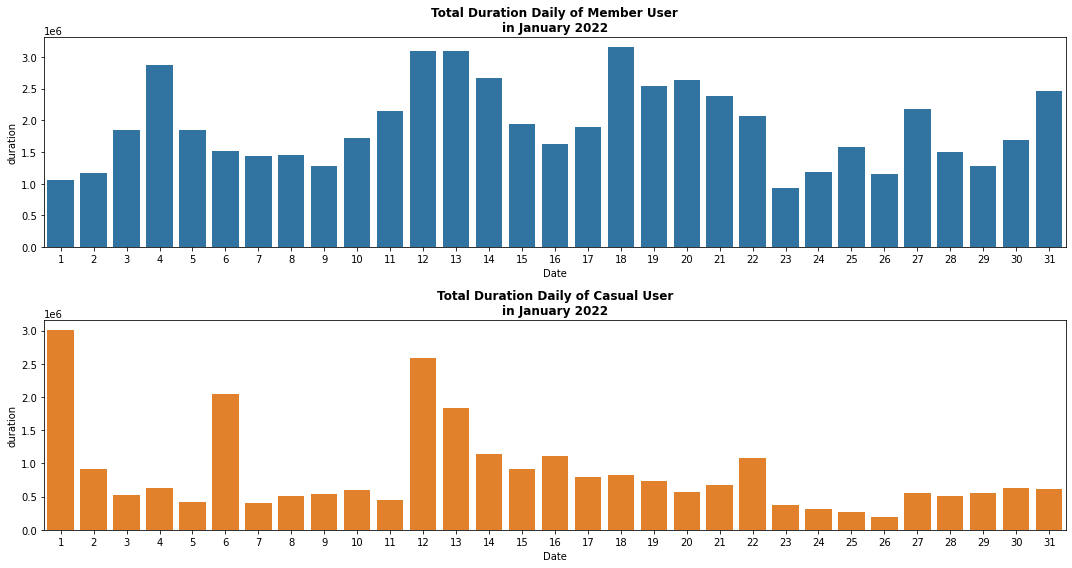 Total Duration Daily of Member User
in January 2022
1e6
3.0
2.5
2.0
1.5
1.0
0.5
0.0
duration
1 2 3 4 5 6 7 8 9 10 11 12 13 14 15 16 17 18 19 20 21 22 23 24 25 26 27 28 29 30 31
Date
Total Duration Daily of Casual User
in January 2022
1e6
3.0
2.5
2.0
1.5
1.0
0.5
0.0
duration
1 2 3 4 5 6 7 8 9 10 11 12 13 14 15 16 17 18 19 20 21 22 23 24 25 26 27 28 29 30 31
Date